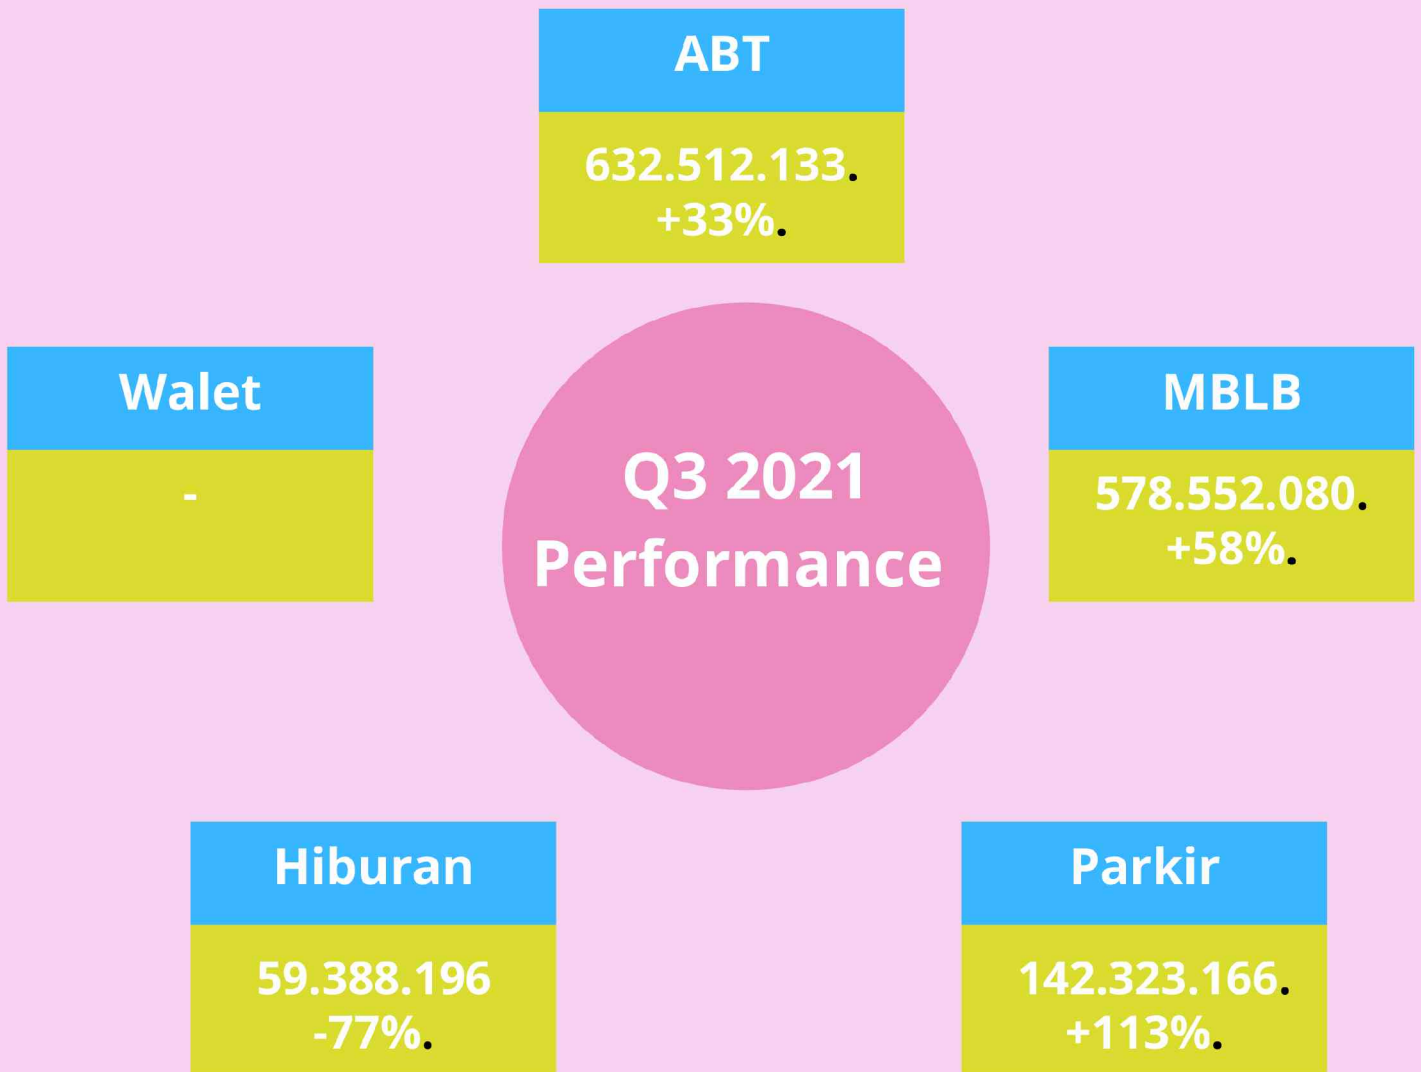 ABT
632.512.133.
+33%.
Walet
-
Q3 2021
Performance
MBLB
578.552.080.
+58%.
Hiburan
59.388.196
-77%.
Parkir
142.323.166.
+113%.